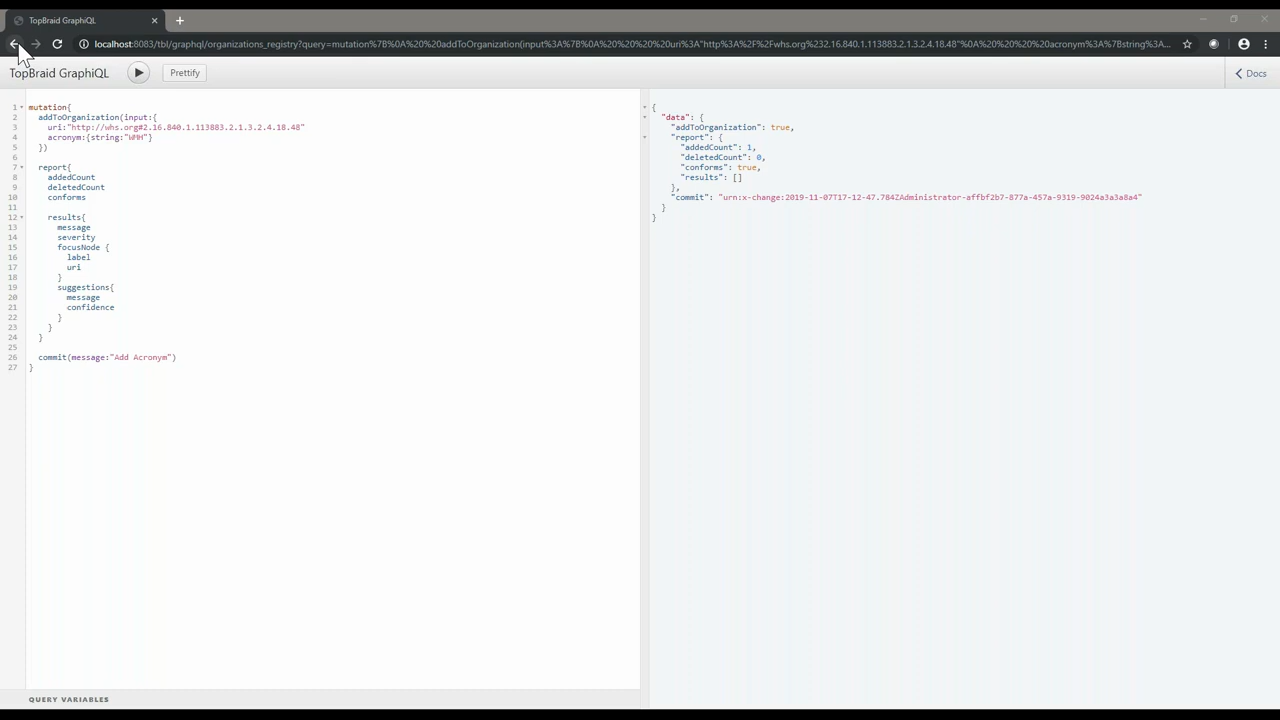 TopBraid GraphiQL
localhost:8083/tbl/graphql/organizations_registry?query=mutation%7B%0A%20%20addToOrganization(input%3A%7B%0A%20%20%20%20uri%3A"http%3A%2F%2Fwhs.org%232.16.840.1.113883.2.1.3.2.4.18.48"%0A%20%20%20%20acronym%3A%7Bstring%3A...
TopBraid GraphiQL
Prettify
Docs
1 mutation{
2 addToOrganization(input:{
3 uri:"http://whs.org#2.16.840.1.113883.2.1.3.2.4.18.48"
4 acronym:{string:"WMH"}
5 })
6
7 report{
8 addedCount
9 deletedCount
10 conforms
11
12 results{
13 message
14 severity
15 focusNode {
16 label
17 uri
18 }
19 suggestions{
20 message
21 confidence
22 }
23 }
24 }
25
26 commit(message:"Add Acronym")
27 }
{
"data": {
"addToOrganization": true,
"report": {
"addedCount": 1,
"deletedCount": 0,
"conforms": true,
"results": []
},
"commit": "urn:x-change:2019-11-07T17-12-47.784ZAdministrator-affbf2b7-877a-457a-9319-9024a3a3a8a4"
}
}
QUERY VARIABLES